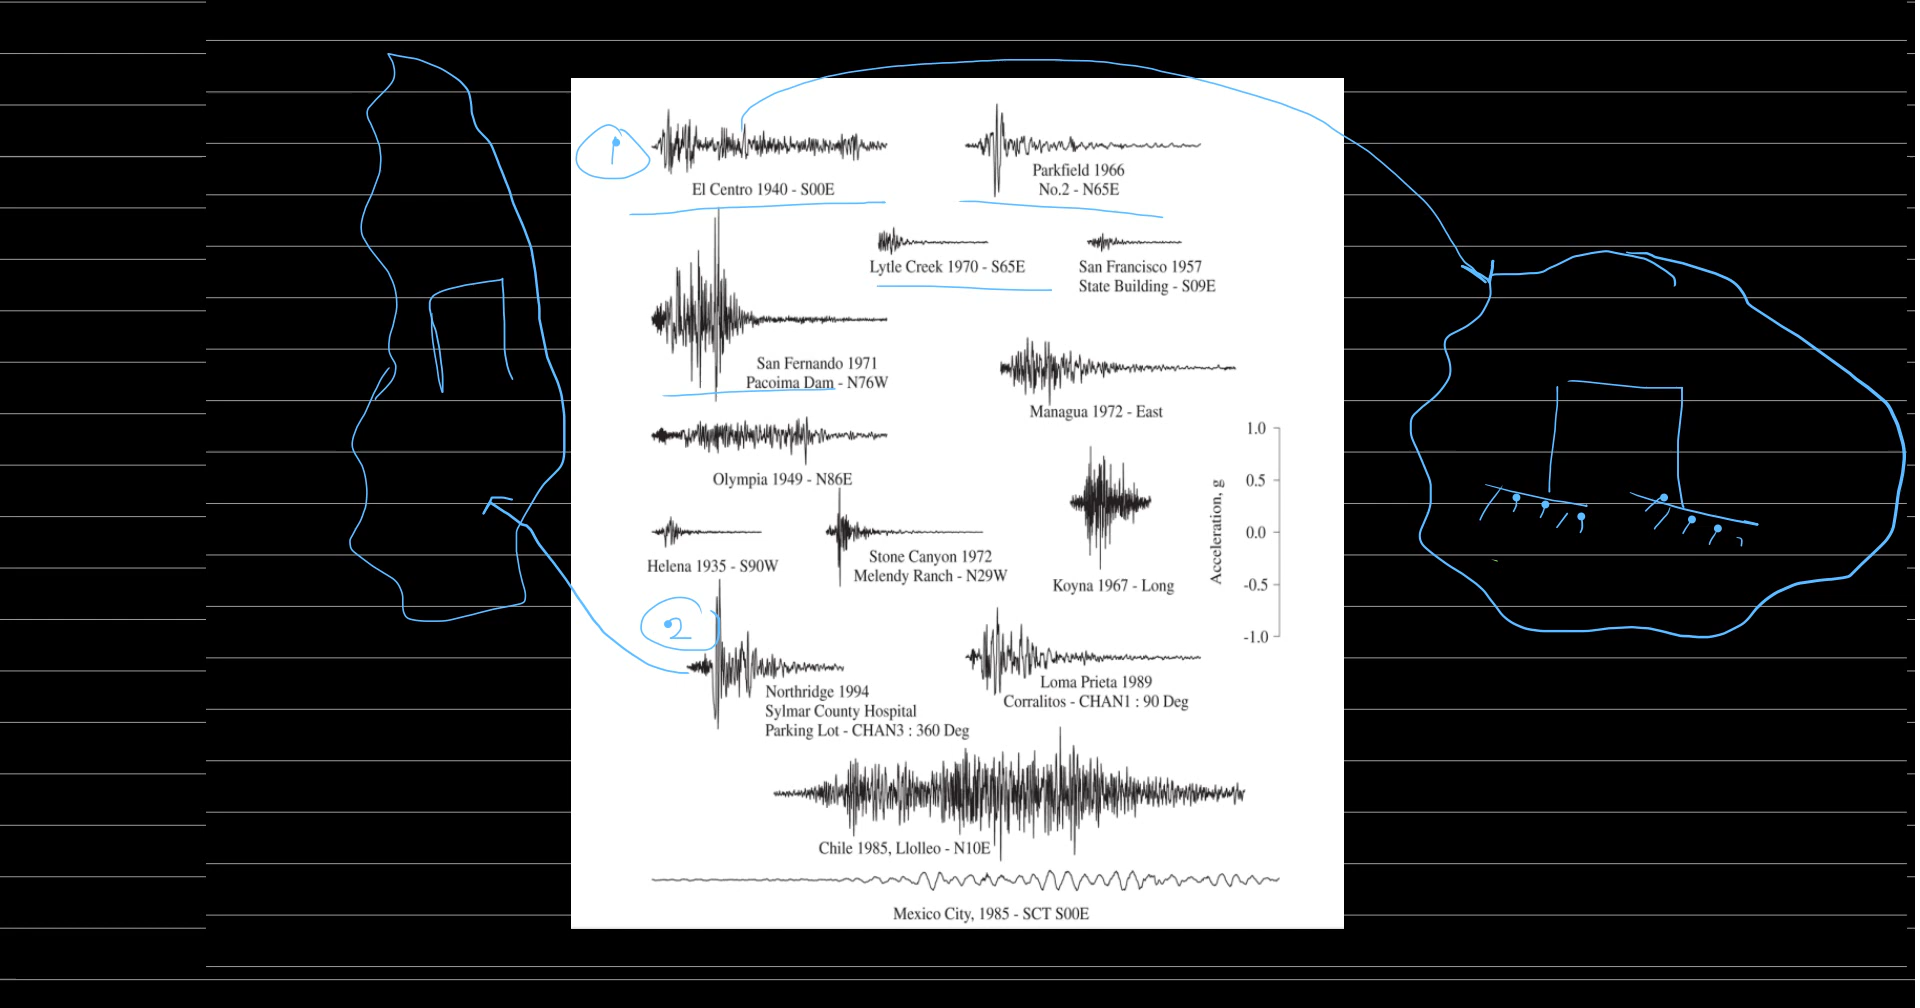 1
El Centro 1940 - S00E
Parkfield 1966
No.2 - N65E
Lytle Creek 1970 - S65E
San Francisco 1957
State Building - S09E
San Fernando 1971
Pacoima Dam - N76W
Managua 1972 - East
Olympia 1949 - N86E
Helena 1935 - S90W
Stone Canyon 1972
Melendy Ranch - N29W
Koyna 1967 - Long
Acceleration, g
1.0
0.5
0.0
-0.5
-1.0
2
Northridge 1994
Sylmar County Hospital
Parking Lot - CHAN3 : 360 Deg
Loma Prieta 1989
Corralitos - CHAN1 : 90 Deg
Chile 1985, Llolleo - N10E
Mexico City, 1985 - SCT S00E